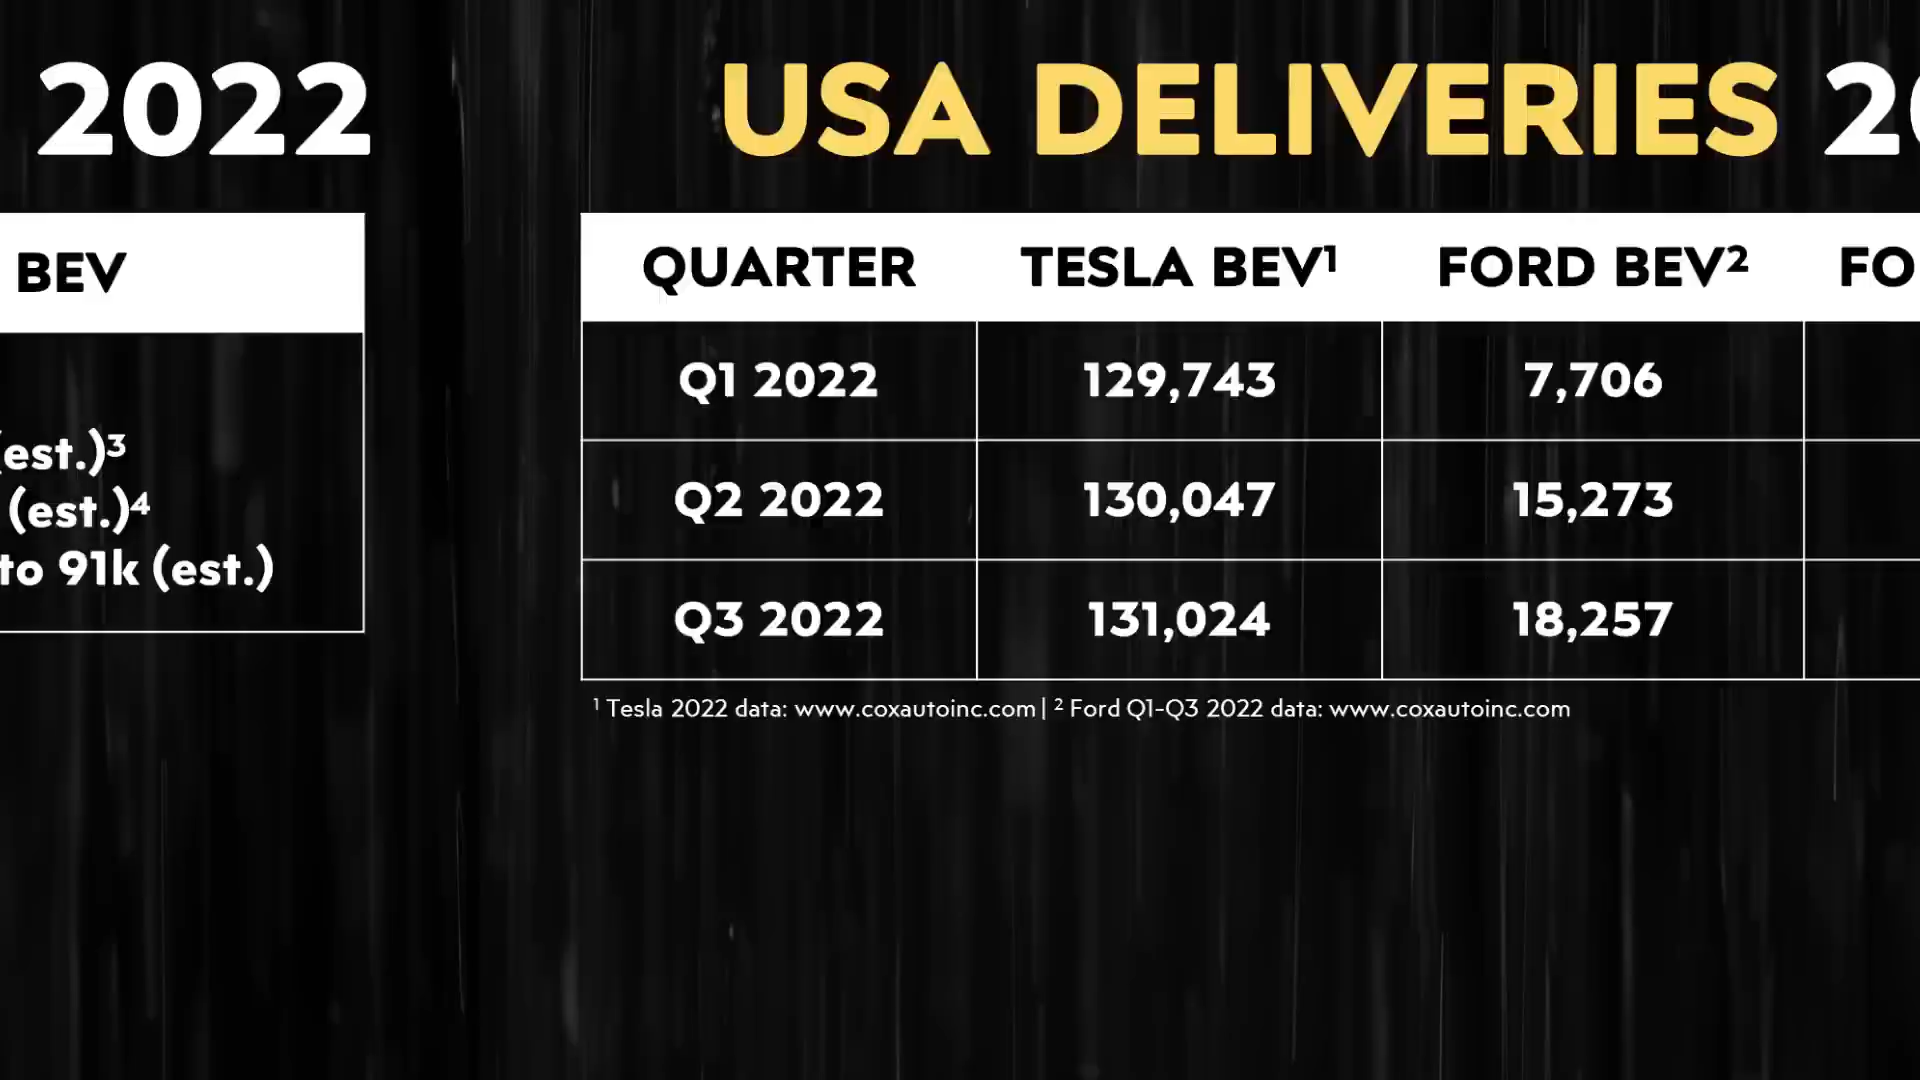 2022
BEV
(est.)³
(est.)⁴
to 91k (est.)
USA DELIVERIES 20
QUARTER TESLA BEV¹ FORD BEV² FO
Q1 2022 129,743 7,706
Q2 2022 130,047 15,273
Q3 2022 131,024 18,257
¹ Tesla 2022 data: www.coxautoinc.com | ² Ford Q1-Q3 2022 data: www.coxautoinc.com